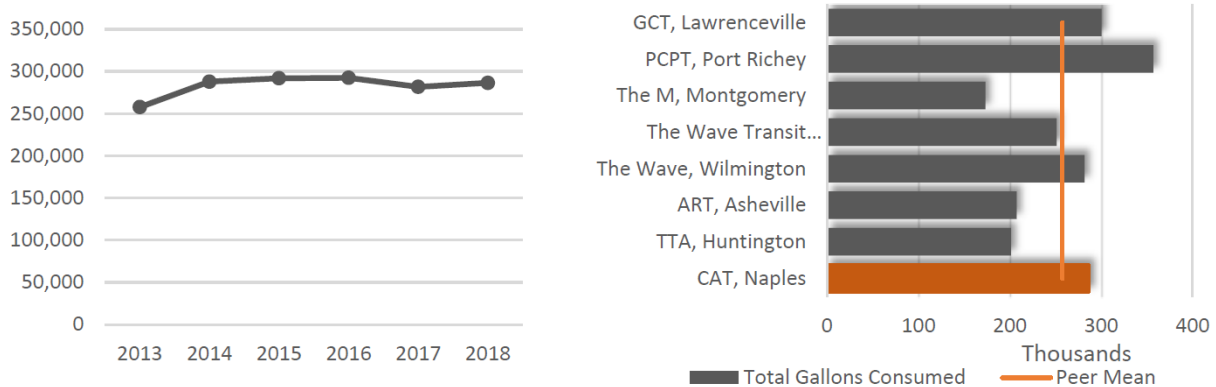 350,000
300,000
250,000
200,000
150,000
100,000
50,000
0
2013 2014 2015 2016 2017 2018
GCT, Lawrenceville
PCPT, Port Richey
The M, Montgomery
The Wave Transit...
The Wave, Wilmington
ART, Asheville
TTA, Huntington
CAT, Naples
0 100 200 300 400
Thousands
Total Gallons Consumed Peer Mean